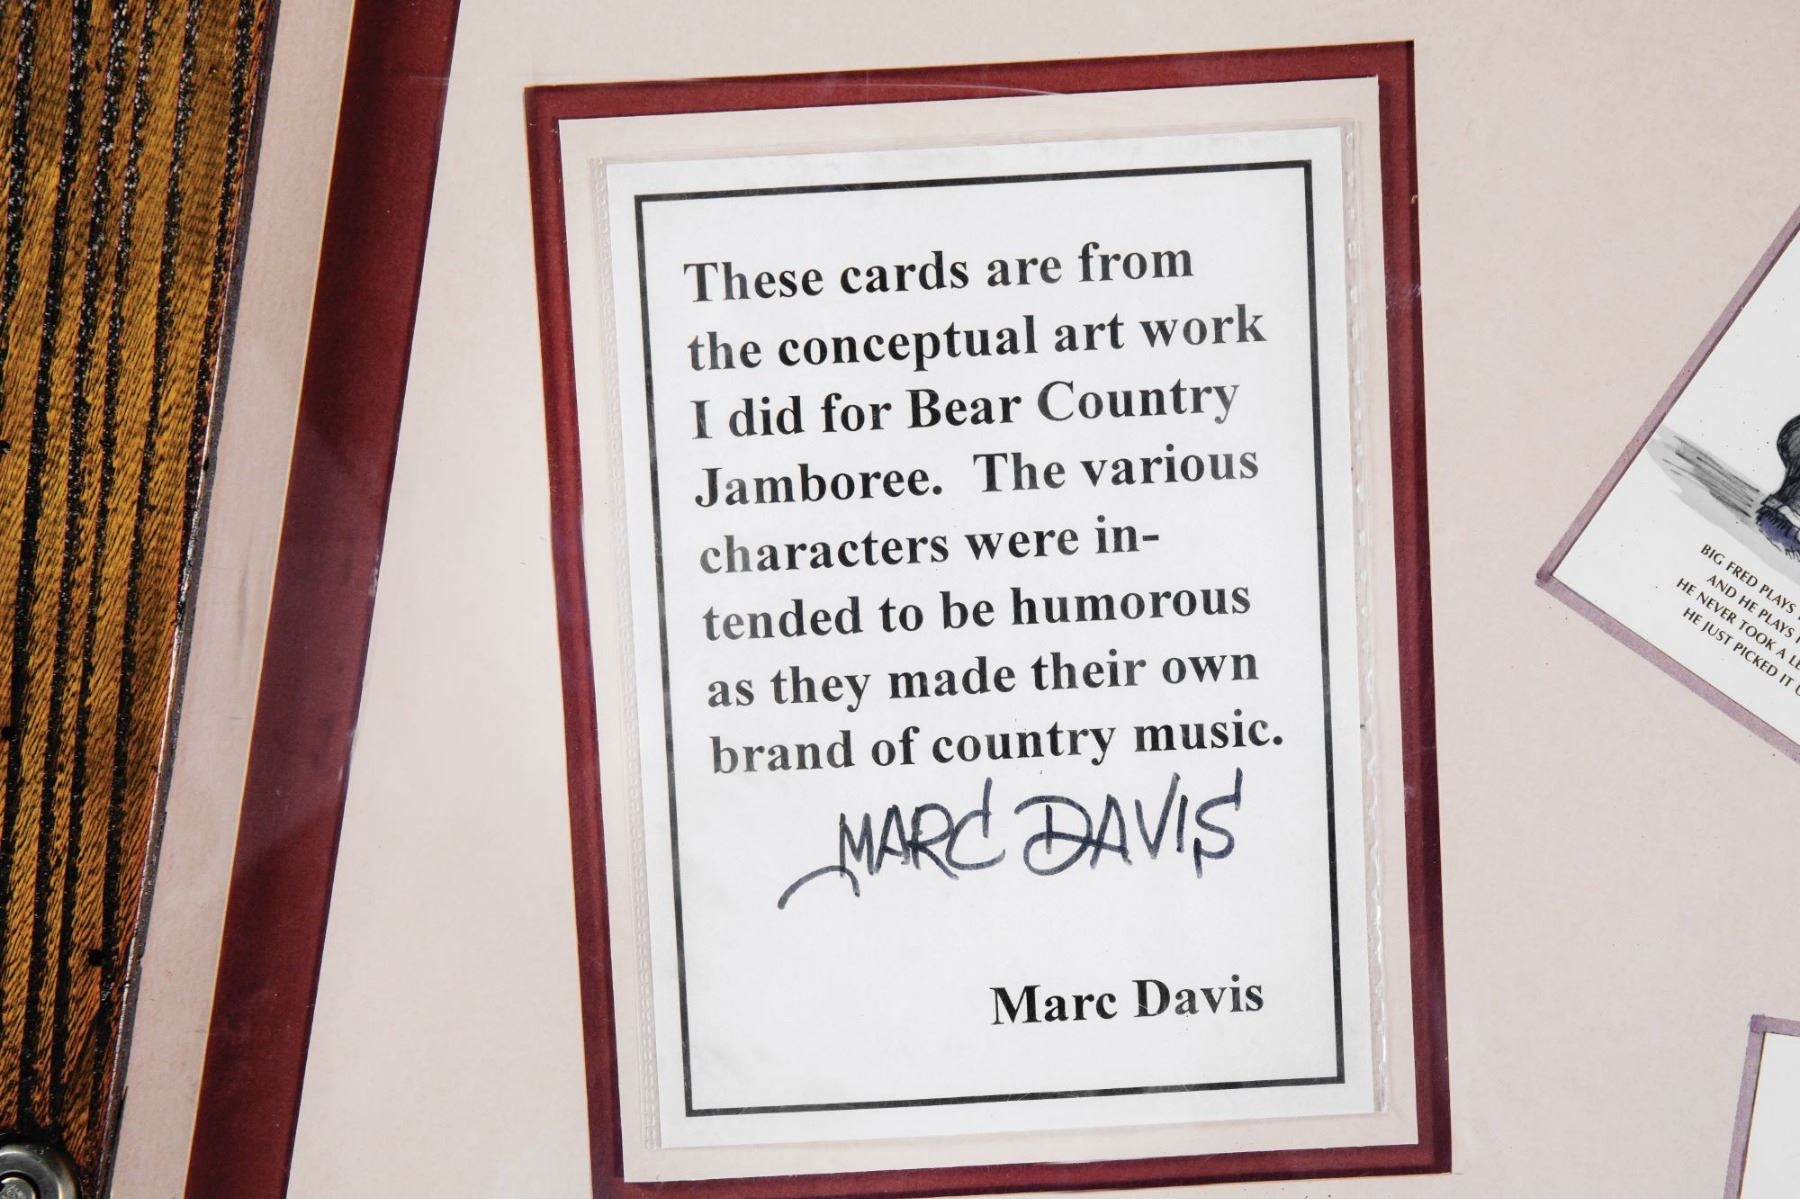 These cards are from
the conceptual art work
I did for Bear Country
Jamboree. The various
characters were in-
tended to be humorous
as they made their own
brand of country music.
MARC DAVIS
Marc Davis
BIG FRED PLAYS
AND HE PLAYS
HE NEVER TOOK A
HE JUST PICKED IT